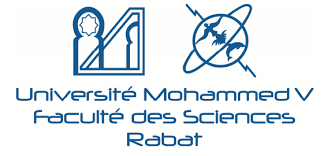 Université Mohammed V
Faculté des Sciences
Rabat